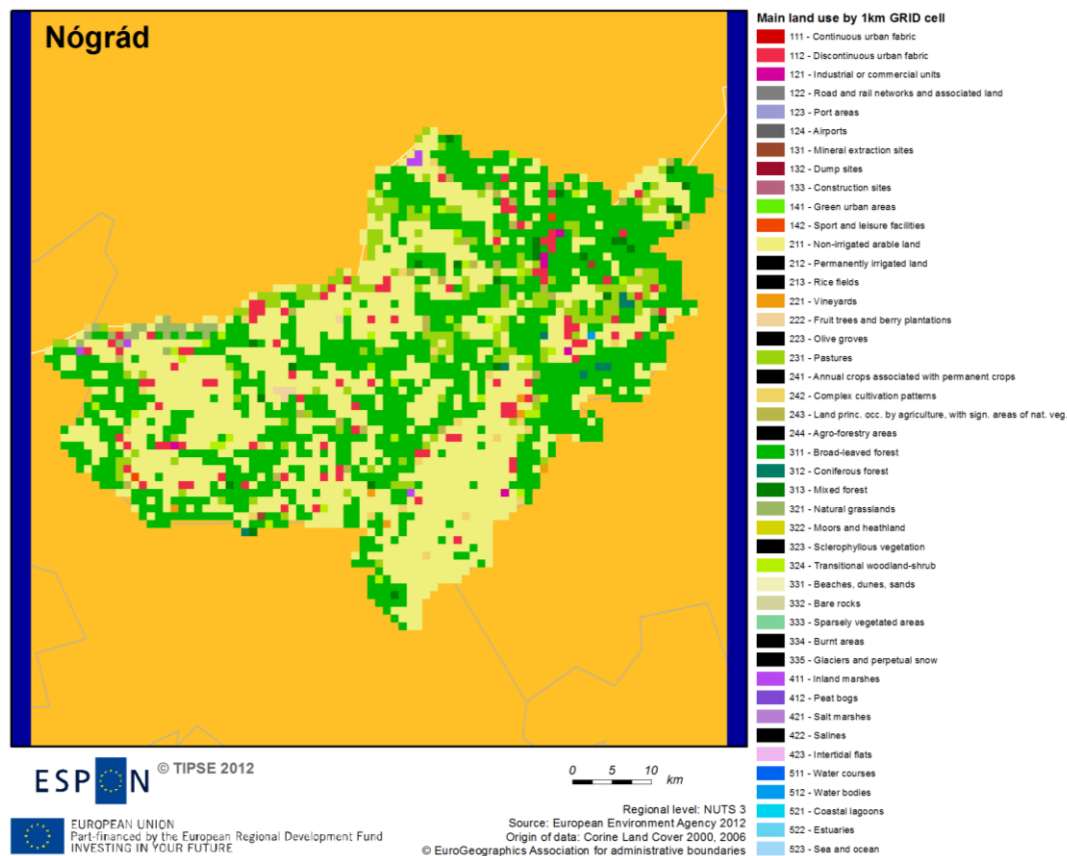 Nógrád
Main land use by 1km GRID cell
111 - Continuous urban fabric
112 - Discontinuous urban fabric
121 - Industrial or commercial units
122 - Road and rail networks and associated land
123 - Port areas
124 - Airports
131 - Mineral extraction sites
132 - Dump sites
133 - Construction sites
141 - Green urban areas
142 - Sport and leisure facilities
211 - Non-irrigated arable land
212 - Permanently irrigated land
213 - Rice fields
221 - Vineyards
222 - Fruit trees and berry plantations
223 - Olive groves
231 - Pastures
241 - Annual crops associated with permanent crops
242 - Complex cultivation patterns
243 - Land princ. occ. by agriculture, with sign. areas of nat. veg.
244 - Agro-forestry areas
311 - Broad-leaved forest
312 - Coniferous forest
313 - Mixed forest
321 - Natural grasslands
322 - Moors and heathland
323 - Sclerophyllous vegetation
324 - Transitional woodland-shrub
331 - Beaches, dunes, sands
332 - Bare rocks
333 - Sparsely vegetated areas
334 - Burnt areas
335 - Glaciers and perpetual snow
411 - Inland marshes
412 - Peat bogs
421 - Salt marshes
422 - Salines
423 - Intertidal flats
511 - Water courses
512 - Water bodies
521 - Coastal lagoons
522 - Estuaries
523 - Sea and ocean
ESPON © TIPSE 2012
0 5 10 km
EUROPEAN UNION
Part-financed by the European Regional Development Fund
INVESTING IN YOUR FUTURE
Regional level: NUTS 3
Source: European Environment Agency 2012
Origin of data: Corine Land Cover 2000, 2006
© EuroGeographics Association for administrative boundaries